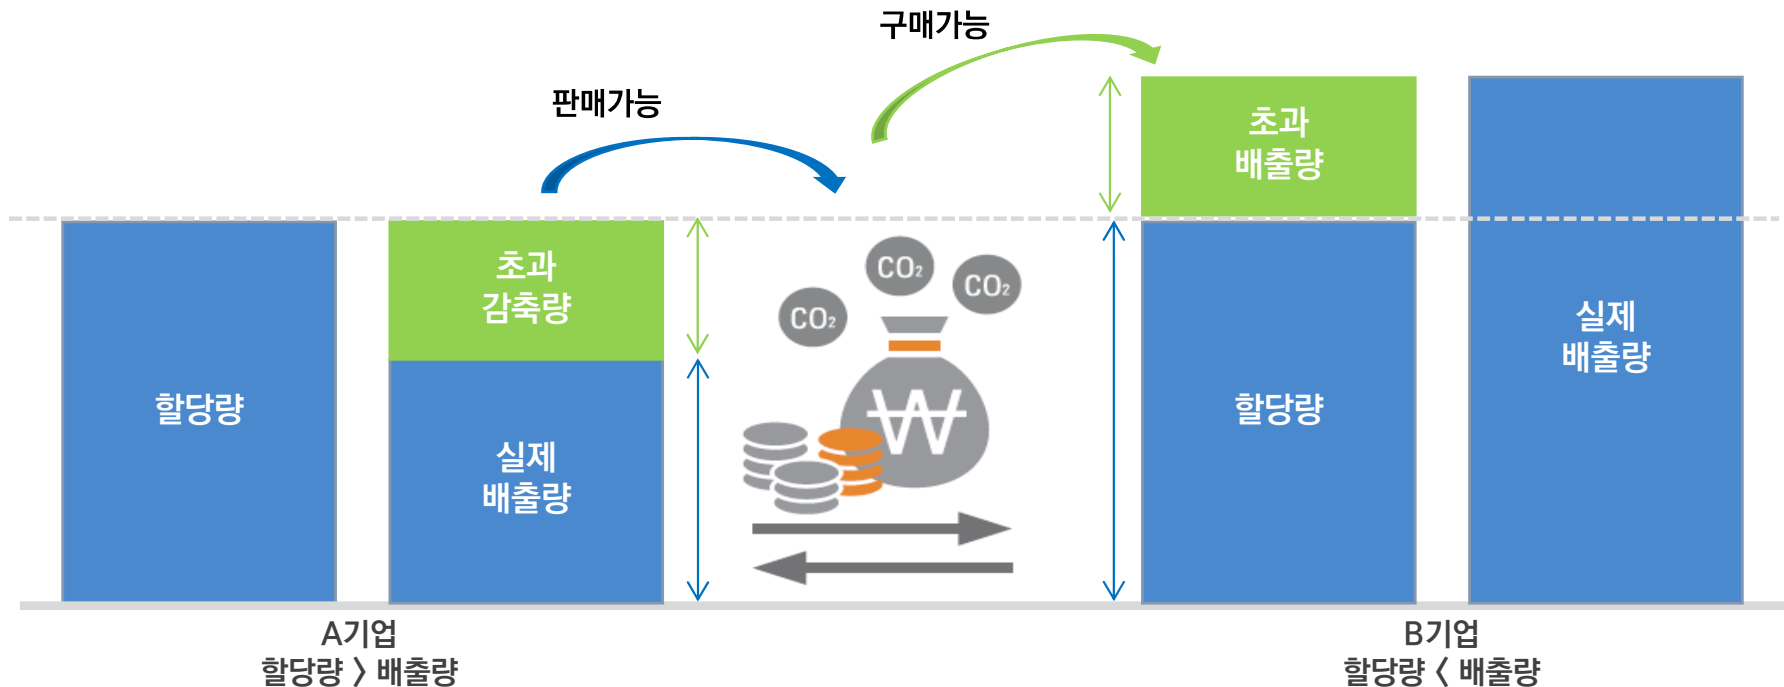 구매가능
판매가능
초과
배출량
초과
감축량
CO₂
CO₂
CO₂
실제
배출량
할당량
할당량
₩
실제
배출량
A기업
할당량 > 배출량
B기업
할당량 < 배출량